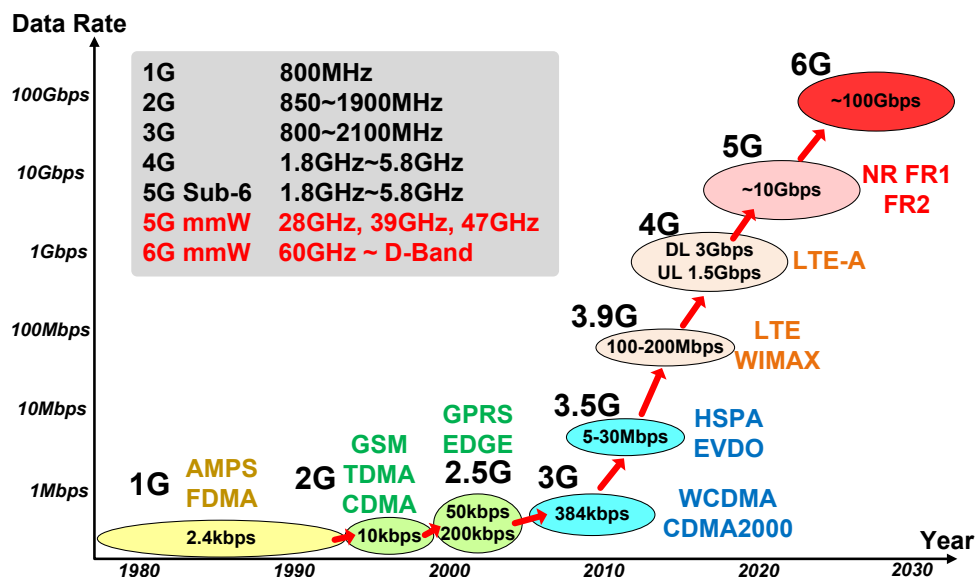 Data Rate
1G 800MHz
2G 850~1900MHz
3G 800~2100MHz
4G 1.8GHz~5.8GHz
5G Sub-6 1.8GHz~5.8GHz
5G mmW 28GHz, 39GHz, 47GHz
6G mmW 60GHz ~ D-Band
100Gbps
10Gbps
1Gbps
100Mbps
10Mbps
1Mbps
6G
~100Gbps
5G
~10Gbps
NR FR1
FR2
4G
DL 3Gbps
UL 1.5Gbps
LTE-A
3.9G
100-200Mbps
LTE
WIMAX
3.5G
5-30Mbps
HSPA
EVDO
3G
384kbps
WCDMA
CDMA2000
GPRS
EDGE
2.5G
50kbps
200kbps
2G
GSM
TDMA
CDMA
10kbps
1G
AMPS
FDMA
2.4kbps
Year
1980 1990 2000 2010 2020 2030